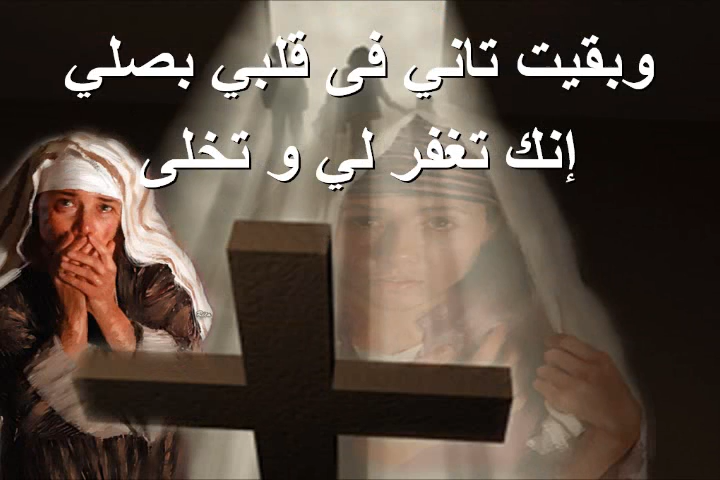 وبقيت تاني فى قلبي بصلي
إنك تغفر لي و تخلى